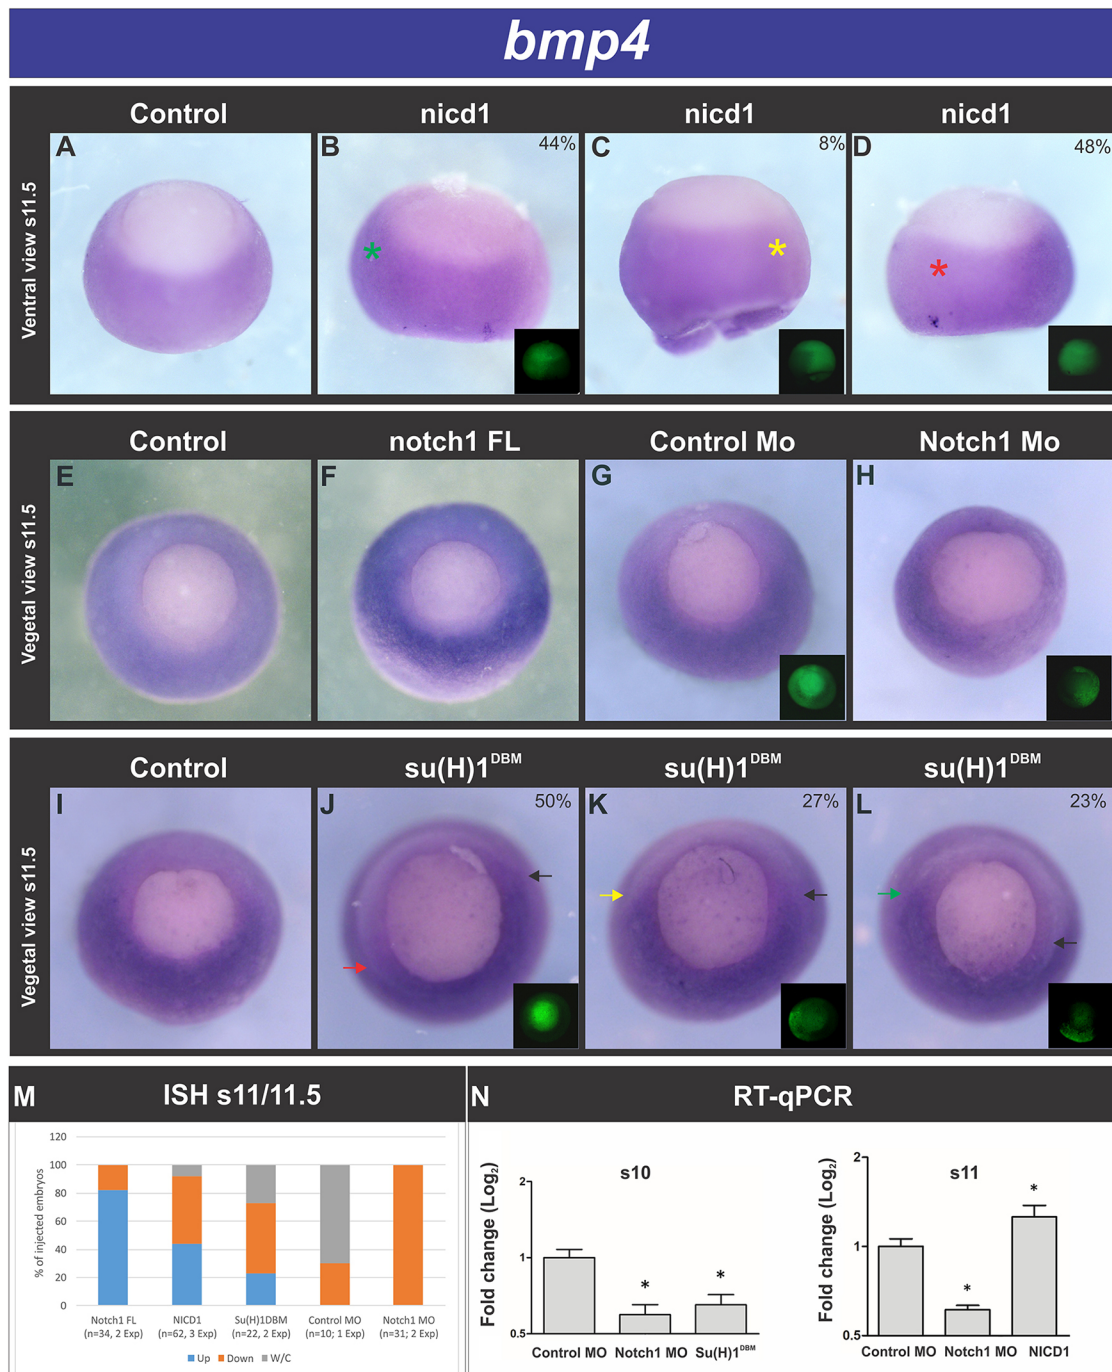 bmp4
Control nicd1 nicd1 nicd1
Ventral view s11.5
A B 44% C 8% D 48%
* * *
Control notch1 FL Control Mo Notch1 Mo
Vegetal view s11.5
E F G H
Control su(H)1DBM su(H)1DBM su(H)1DBM
Vegetal view s11.5
I J 50% K 27% L 23%
M ISH s11/11.5
% of injected embryos
120
100
80
60
40
20
0
Notch1 FL NICD1 Su(H)1DBM Control MO Notch1 MO
(n=34, 2 Exp) (n=62, 3 Exp) (n=22, 2 Exp) (n=10; 1 Exp) (n=31; 2 Exp)
Up Down W/C
N RT-qPCR
s10
Fold change (Log2)
2
1
0.5
* *
Control MO Notch1 MO Su(H)1DBM
s11
Fold change (Log2)
2
1
0.5
* *
Control MO Notch1 MO NICD1